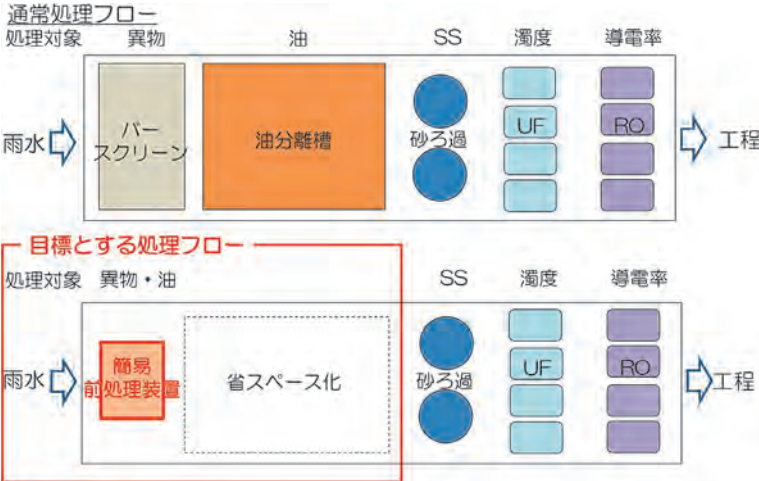 通常処理フロー
処理対象 異物 油 SS 濁度 導電率
雨水
バー
スクリーン
油分離槽
砂ろ過
UF
RO
工程
目標とする処理フロー
処理対象 異物・油 SS 濁度 導電率
雨水
簡易
前処理装置
省スペース化
砂ろ過
UF
RO
工程